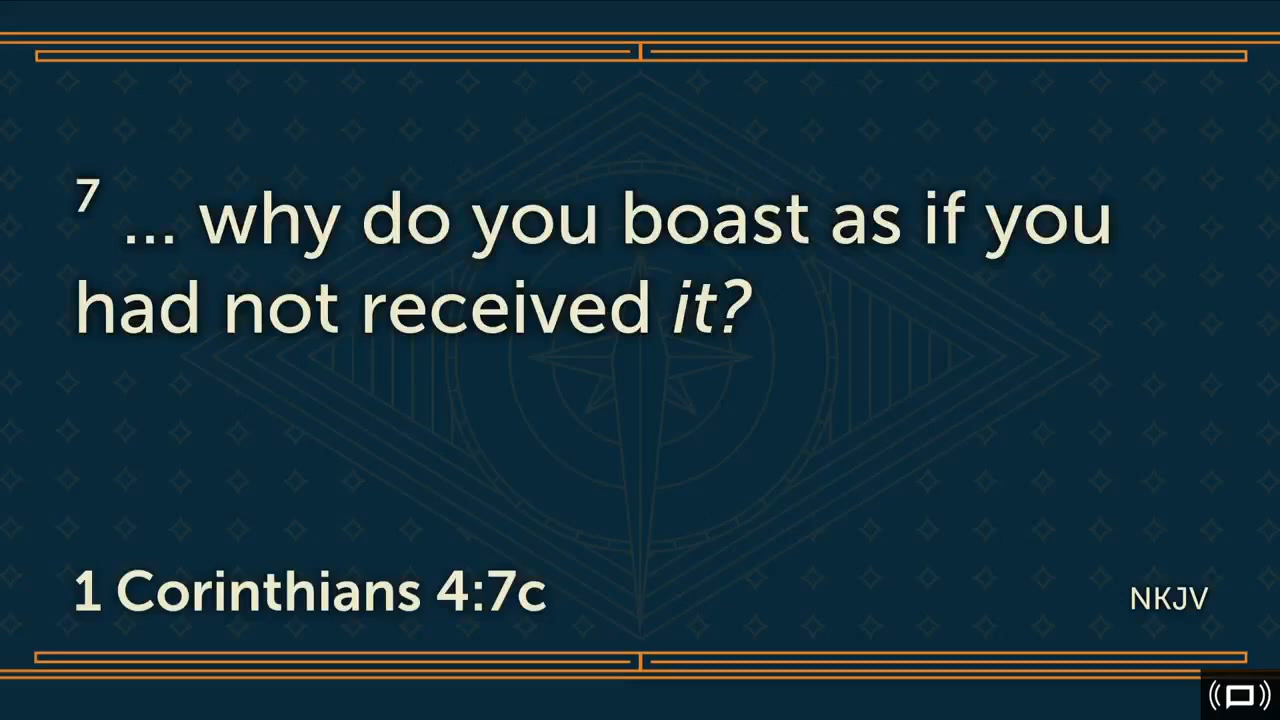 7 ... why do you boast as if you
had not received it?
1 Corinthians 4:7c
NKJV